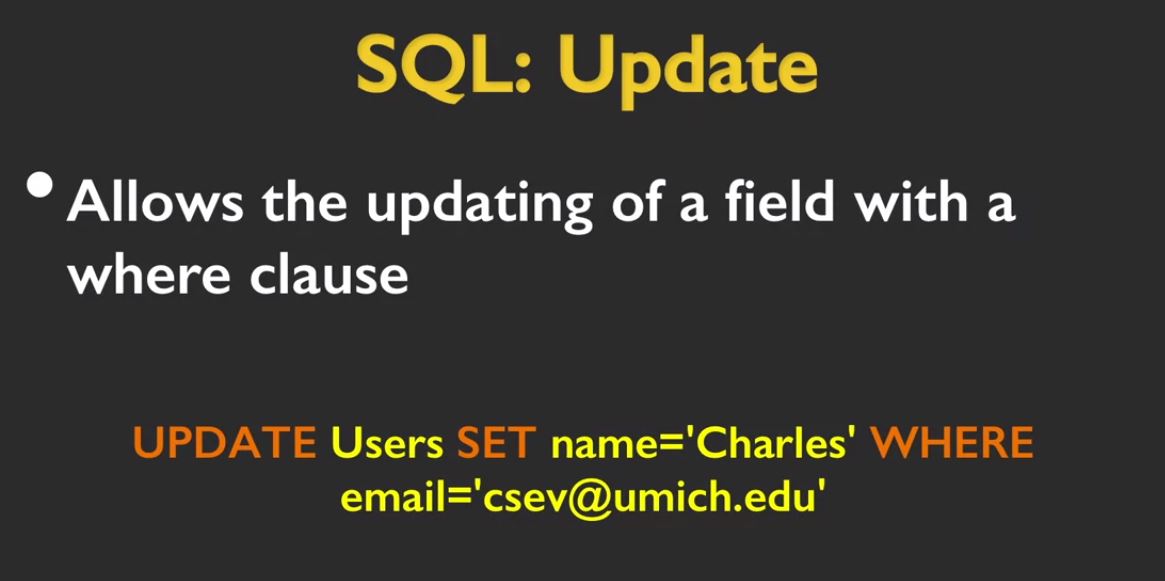 SQL: Update
• Allows the updating of a field with a
where clause
UPDATE Users SET name='Charles' WHERE
email='csev@umich.edu'